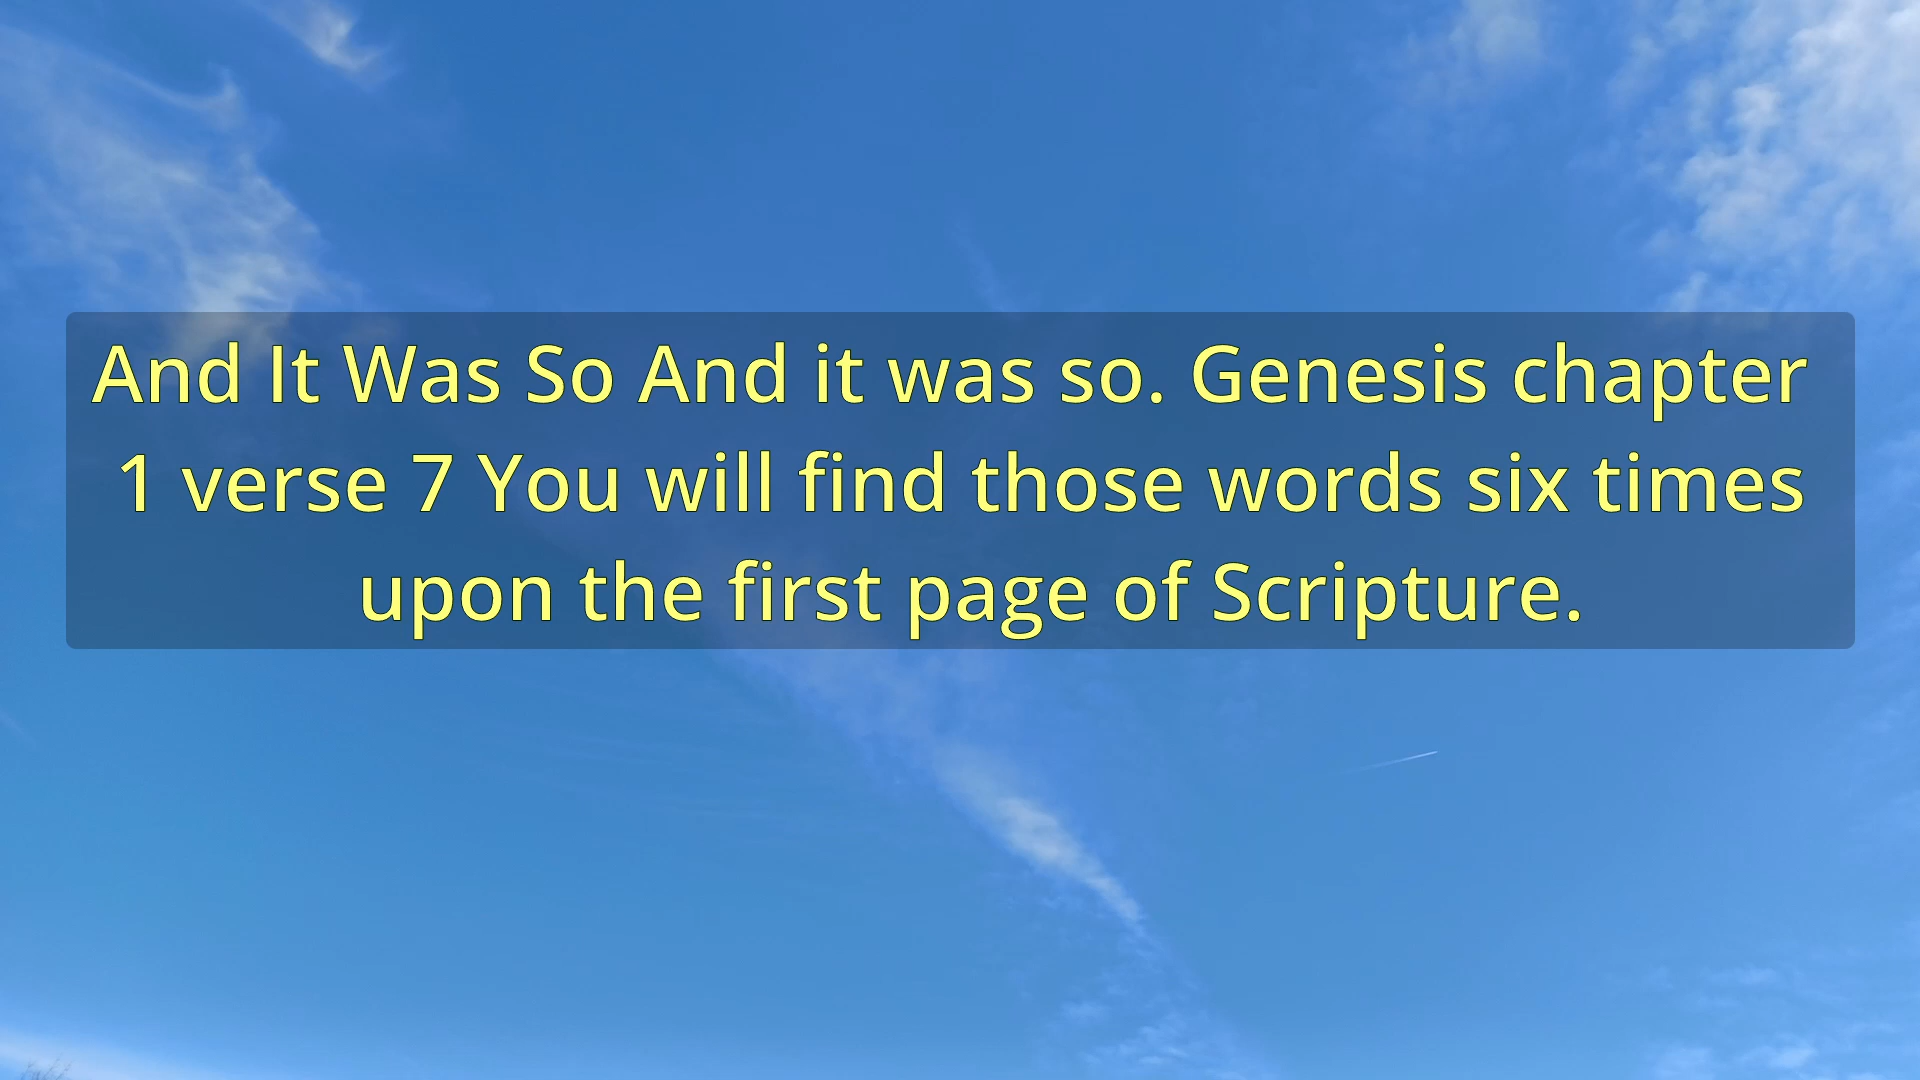 And It Was So And it was so. Genesis chapter
1 verse 7 You will find those words six times
upon the first page of Scripture.